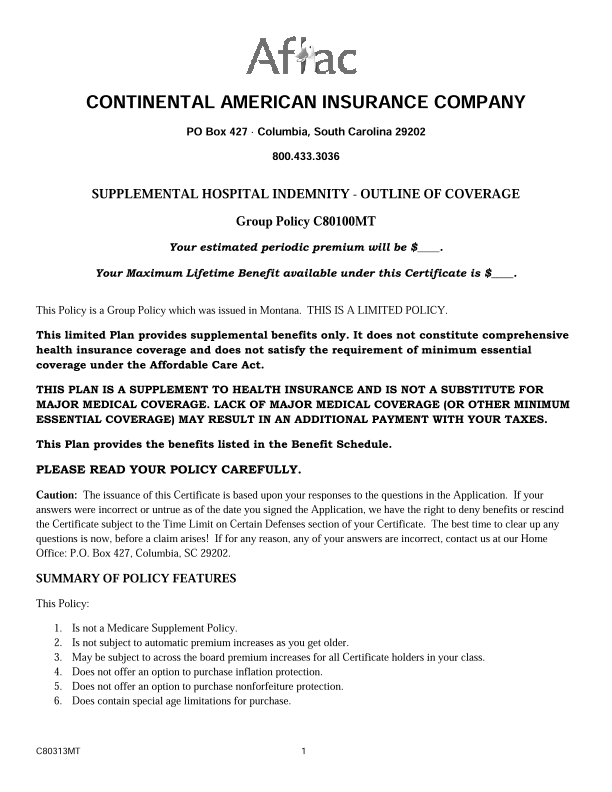 Aflac
CONTINENTAL AMERICAN INSURANCE COMPANY
PO Box 427 · Columbia, South Carolina 29202
800.433.3036
SUPPLEMENTAL HOSPITAL INDEMNITY - OUTLINE OF COVERAGE
Group Policy C80100MT
Your estimated periodic premium will be $____.
Your Maximum Lifetime Benefit available under this Certificate is $____.
This Policy is a Group Policy which was issued in Montana. THIS IS A LIMITED POLICY.
This limited Plan provides supplemental benefits only. It does not constitute comprehensive
health insurance coverage and does not satisfy the requirement of minimum essential
coverage under the Affordable Care Act.
THIS PLAN IS A SUPPLEMENT TO HEALTH INSURANCE AND IS NOT A SUBSTITUTE FOR
MAJOR MEDICAL COVERAGE. LACK OF MAJOR MEDICAL COVERAGE (OR OTHER MINIMUM
ESSENTIAL COVERAGE) MAY RESULT IN AN ADDITIONAL PAYMENT WITH YOUR TAXES.
This Plan provides the benefits listed in the Benefit Schedule.
PLEASE READ YOUR POLICY CAREFULLY.
Caution: The issuance of this Certificate is based upon your responses to the questions in the Application. If your
answers were incorrect or untrue as of the date you signed the Application, we have the right to deny benefits or rescind
the Certificate subject to the Time Limit on Certain Defenses section of your Certificate. The best time to clear up any
questions is now, before a claim arises! If for any reason, any of your answers are incorrect, contact us at our Home
Office: P.O. Box 427, Columbia, SC 29202.
SUMMARY OF POLICY FEATURES
This Policy:
1. Is not a Medicare Supplement Policy.
2. Is not subject to automatic premium increases as you get older.
3. May be subject to across the board premium increases for all Certificate holders in your class.
4. Does not offer an option to purchase inflation protection.
5. Does not offer an option to purchase nonforfeiture protection.
6. Does contain special age limitations for purchase.
C80313MT 1